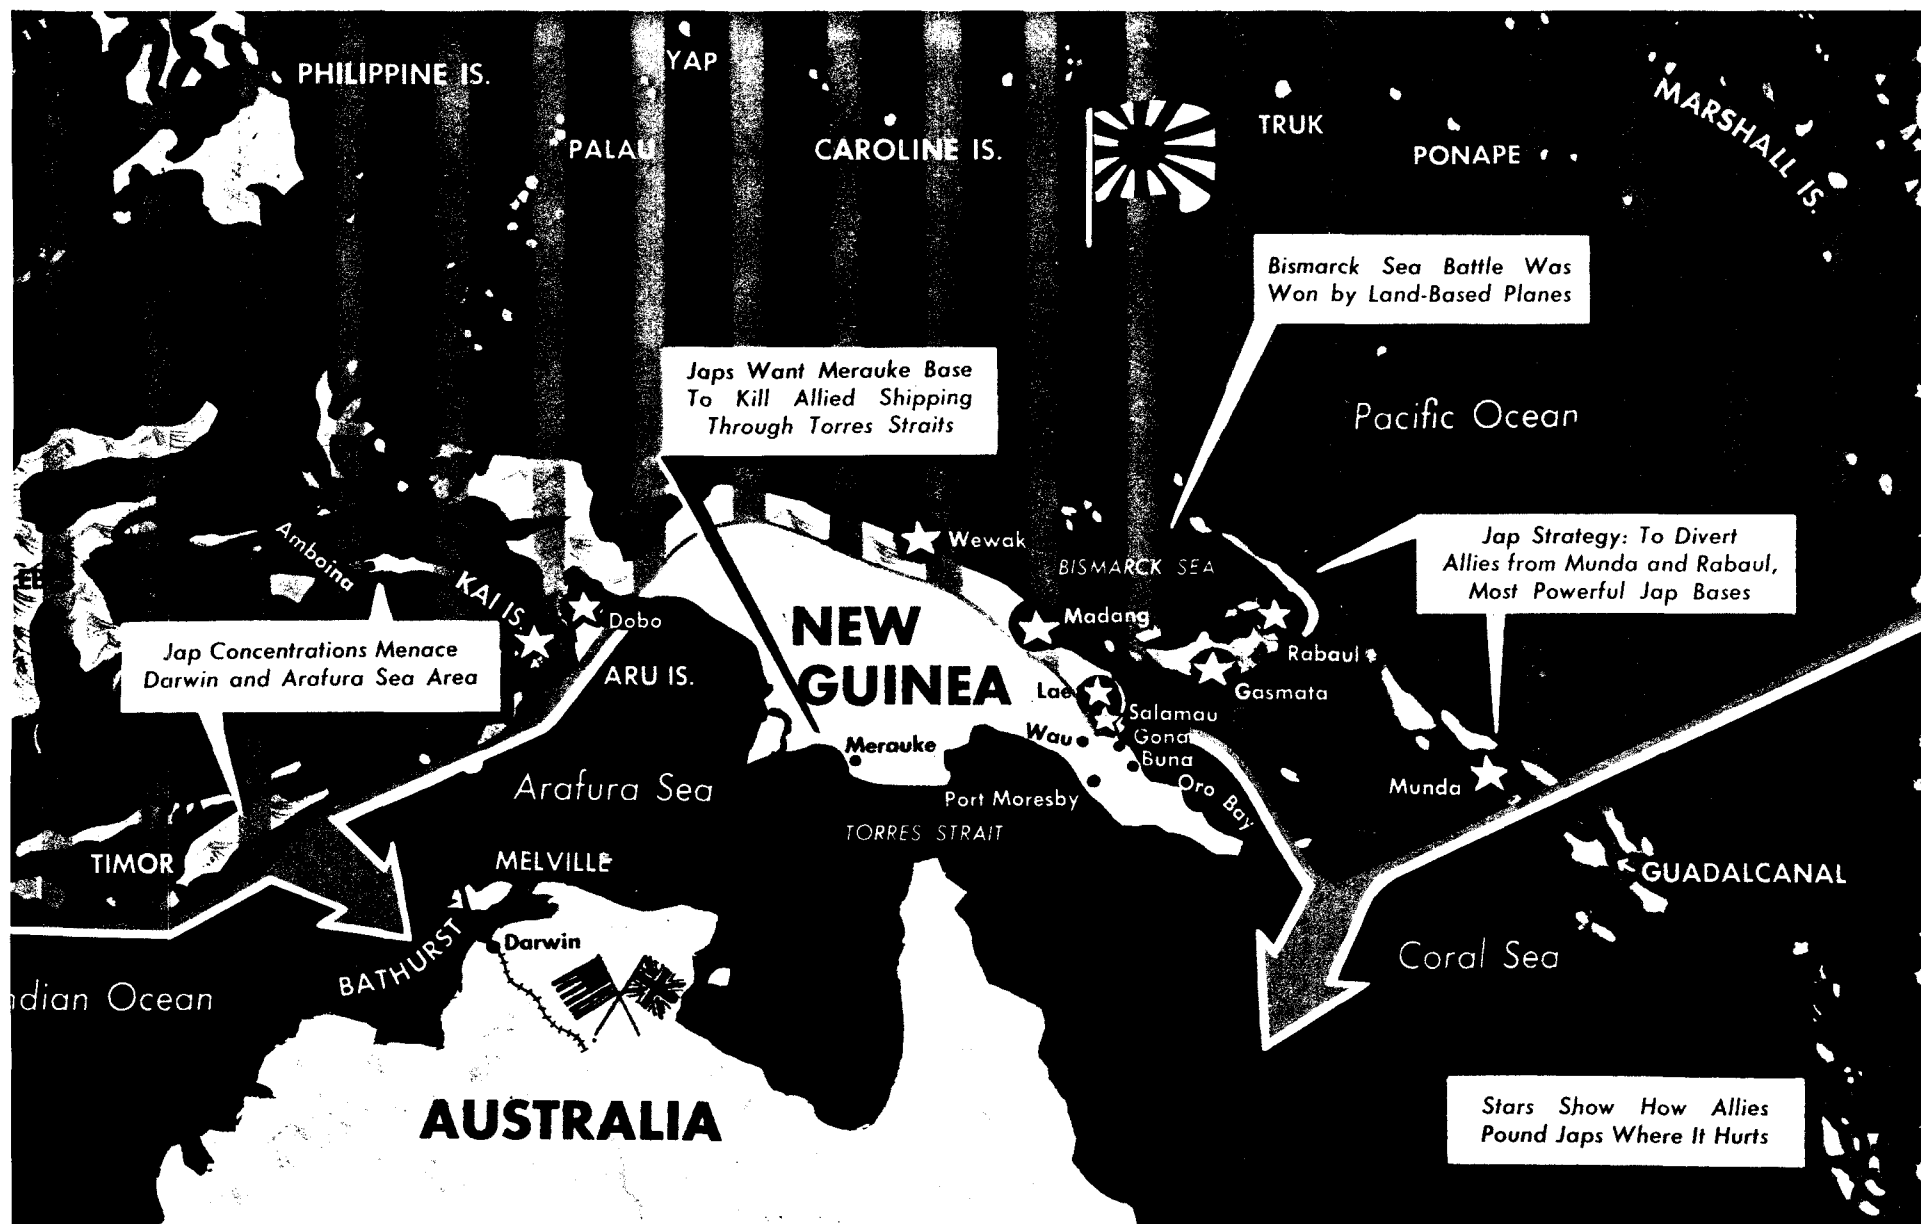 PHILIPPINE IS.
YAP
PALAU
CAROLINE IS.
TRUK
PONAPE
MARSHALL IS.
Bismarck Sea Battle Was
Won by Land-Based Planes
Japs Want Merauke Base
To Kill Allied Shipping
Through Torres Straits
Pacific Ocean
Jap Strategy: To Divert
Allies from Munda and Rabaul,
Most Powerful Jap Bases
Amboina
KAI IS.
Dobo
ARU IS.
Wewak
BISMARCK SEA
Madang
NEW
GUINEA
Rabaul
Gasmata
Jap Concentrations Menace
Darwin and Arafura Sea Area
Lae
Salamau
Gona
Wau
Buna
Merauke
Oro Bay
Port Moresby
Munda
Arafura Sea
TORRES STRAIT
TIMOR
MELVILLE
GUADALCANAL
BATHURST
Darwin
Coral Sea
ndian Ocean
AUSTRALIA
Stars Show How Allies
Pound Japs Where It Hurts